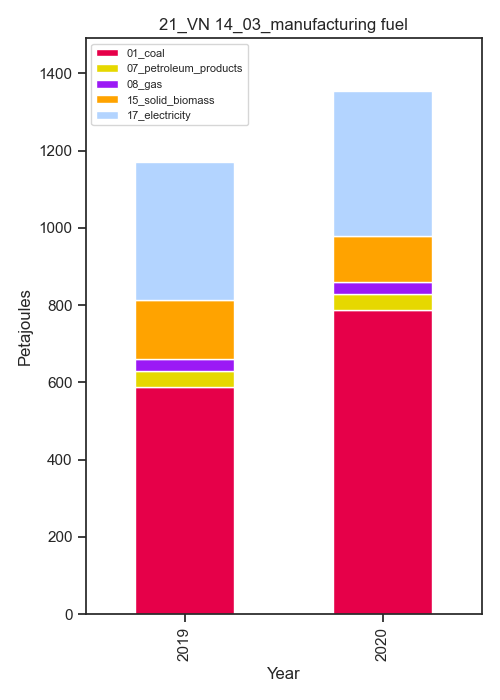 21_VN 14_03_manufacturing fuel
01_coal
07_petroleum_products
08_gas
15_solid_biomass
17_electricity
1400
1200
1000
800
600
400
200
0
Petajoules
2019
2020
Year